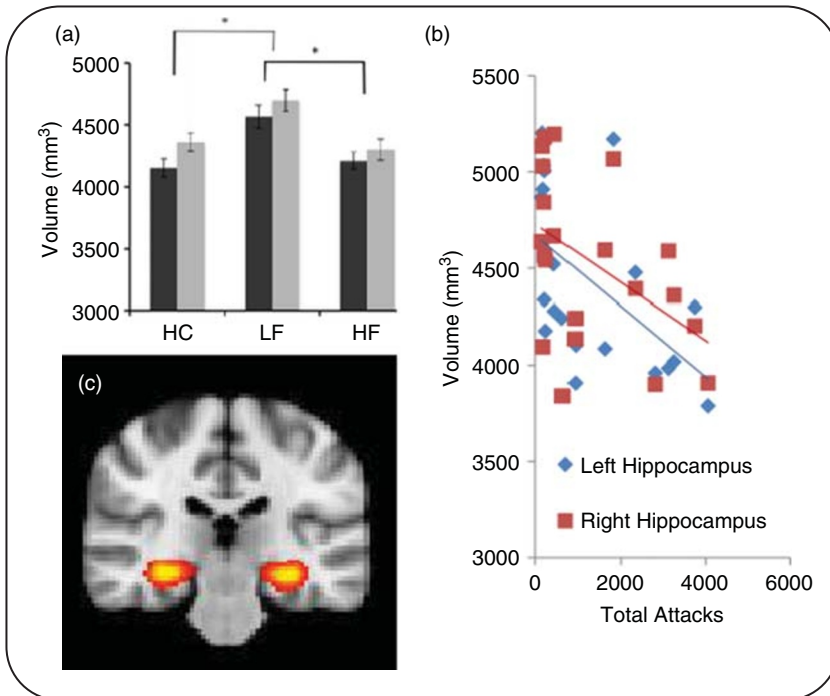 (a)
*
*
5000
4500
4000
3500
3000
Volume (mm³)
HC LF HF
(b)
5500
5000
4500
4000
3500
3000
Volume (mm³)
Left Hippocampus
Right Hippocampus
0 2000 4000 6000
Total Attacks
(c)